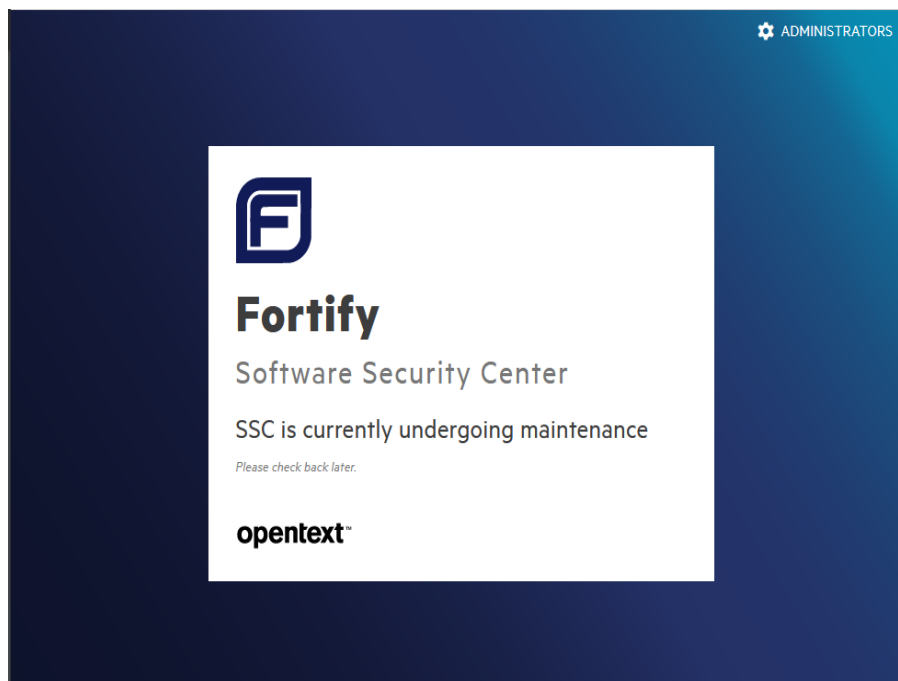 ADMINISTRATORS
F
Fortify
Software Security Center
SSC is currently undergoing maintenance
Please check back later.
opentext™